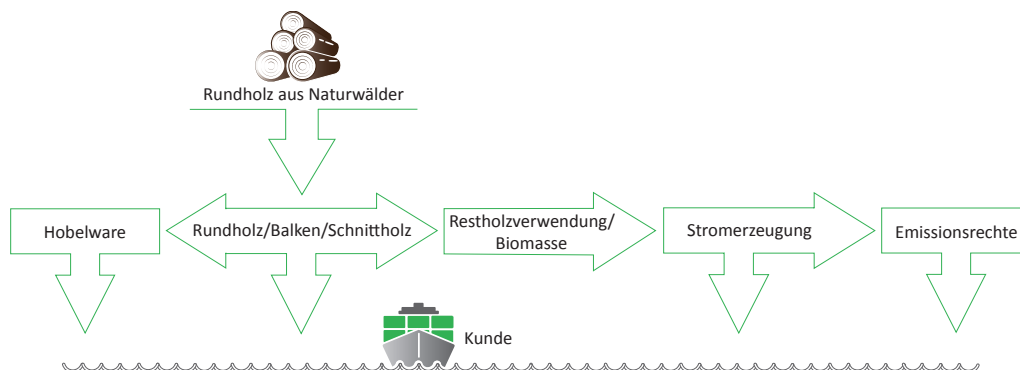 Rundholz aus Naturwälder
Hobelware
Rundholz/Balken/Schnittholz
Restholzverwendung/
Biomasse
Stromerzeugung
Emissionsrechte
Kunde